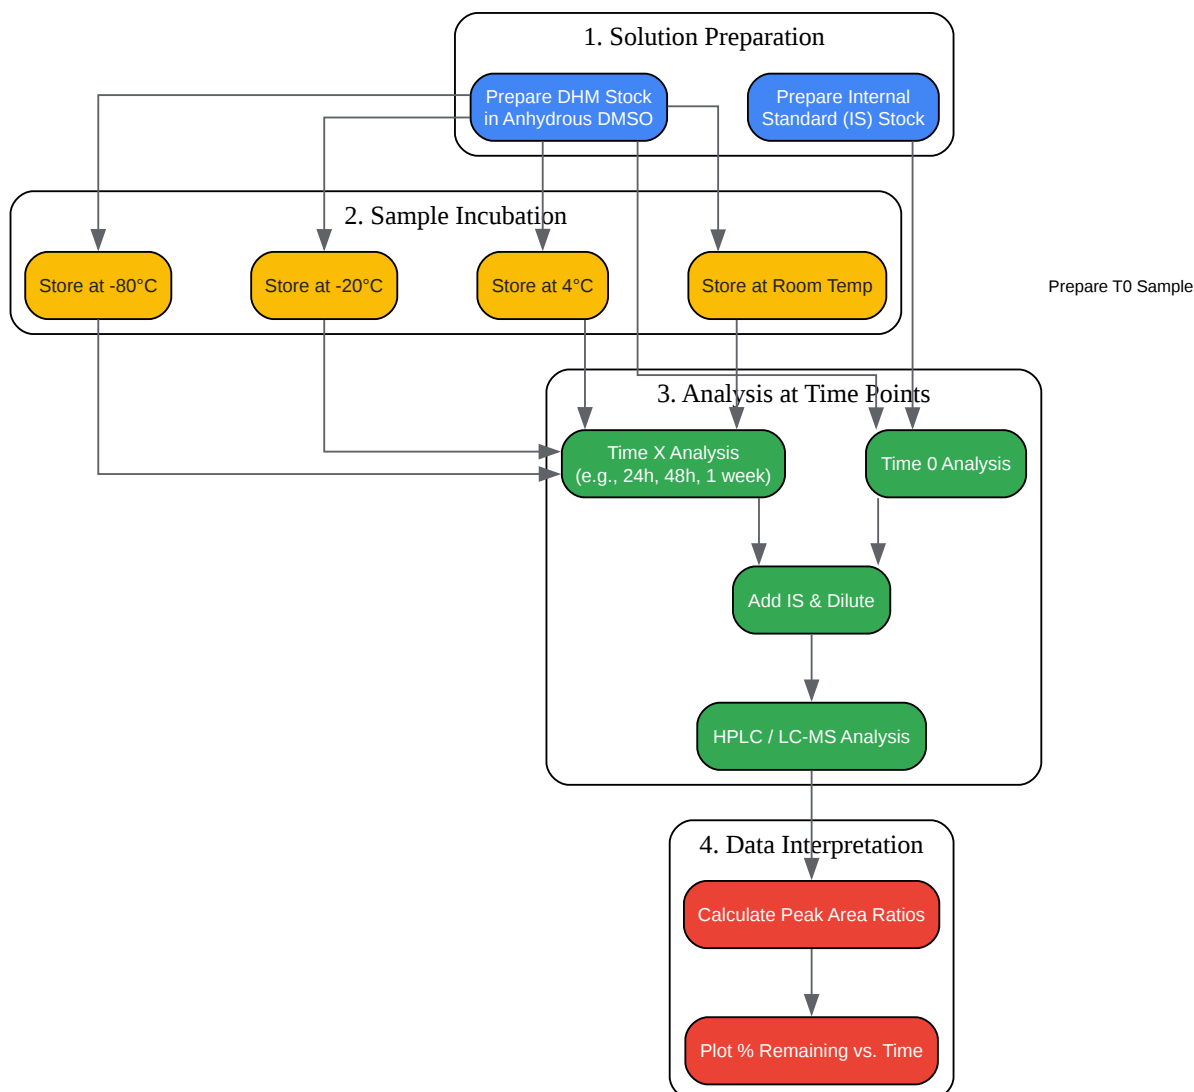 1. Solution Preparation
Prepare DHM Stock
in Anhydrous DMSO
Prepare Internal
Standard (IS) Stock
2. Sample Incubation
Store at -80°C
Store at -20°C
Store at 4°C
Store at Room Temp
Prepare T0 Sample
3. Analysis at Time Points
Time X Analysis
(e.g., 24h, 48h, 1 week)
Time 0 Analysis
Add IS & Dilute
HPLC / LC-MS Analysis
4. Data Interpretation
Calculate Peak Area Ratios
Plot % Remaining vs. Time